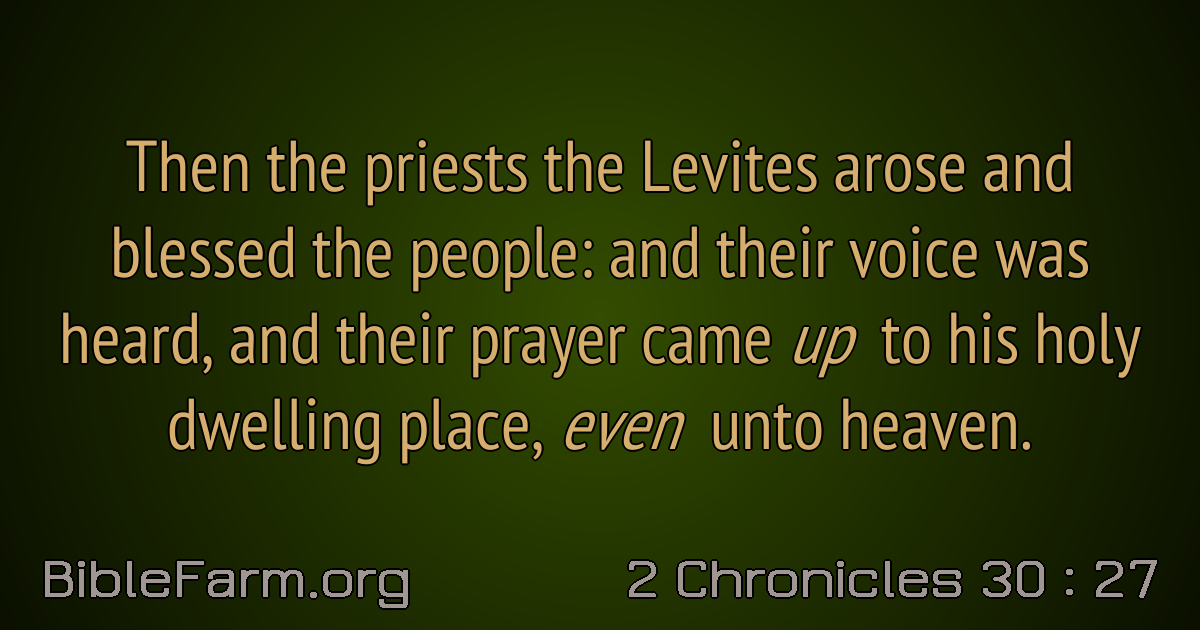 Then the priests the Levites arose and
blessed the people: and their voice was
heard, and their prayer came up to his holy
dwelling place, even unto heaven.
BibleFarm.org
2 Chronicles 30 : 27